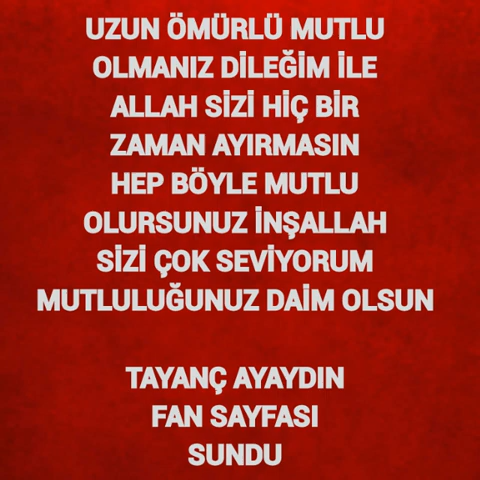 UZUN ÖMÜRLÜ MUTLU
OLMANIZ DİLEĞİM İLE
ALLAH SİZİ HİÇ BİR
ZAMAN AYIRMASIN
HEP BÖYLE MUTLU
OLURSUNUZ İNŞALLAH
SİZİ ÇOK SEVİYORUM
MUTLULUĞUNUZ DAİM OLSUN
TAYANÇ AYAYDIN
FAN SAYFASI
SUNDU